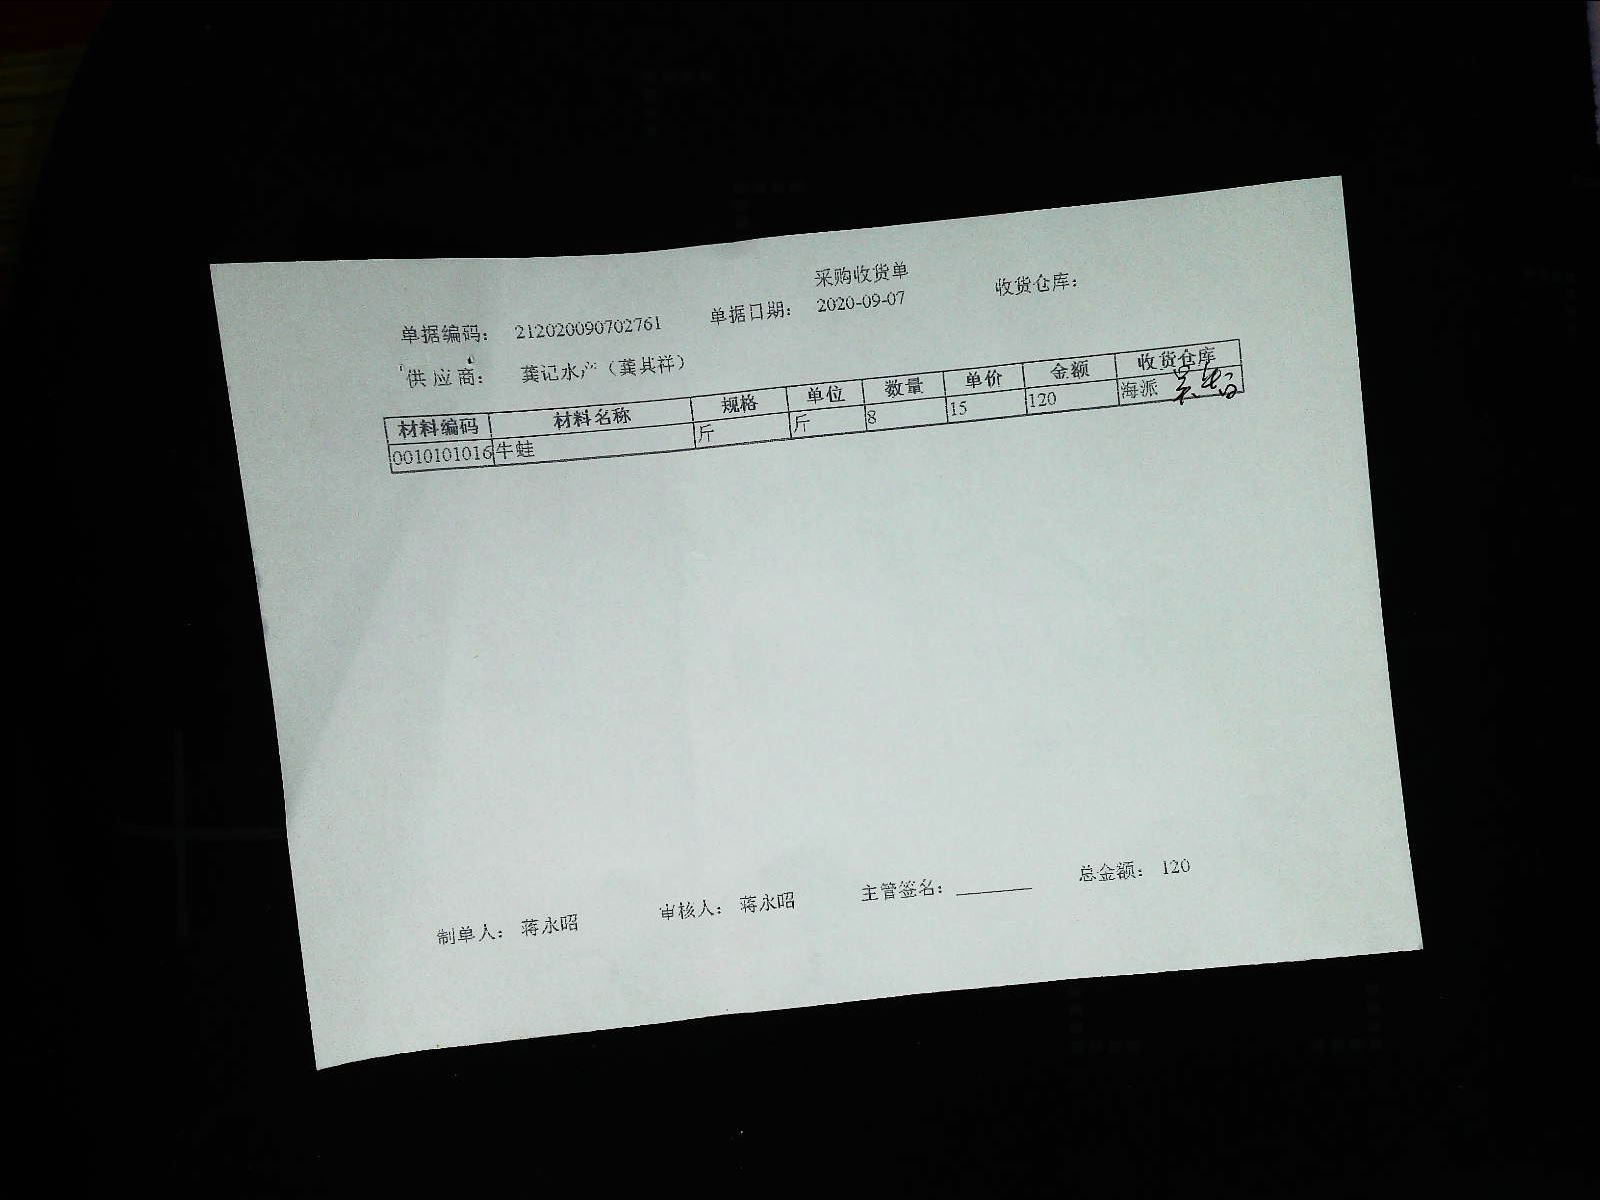 采购收货单
单据编码： 212020090702761 单据日期： 2020-09-07 收货仓库：
供应商： 龚记水产（龚其祥）
材料编码 材料名称 规格 单位 数量 单价 金额 收货仓库
0010101016 牛蛙 斤 斤 8 15 120 海派
制单人： 蒋永昭 审核人： 蒋永昭 主管签名： 总金额： 120